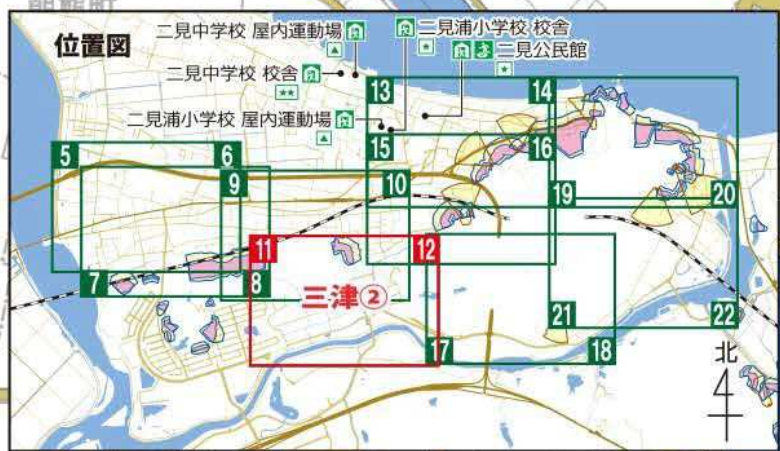 位置図
二見中学校 屋内運動場
二見浦小学校 校舎
二見公民館
二見中学校 校舎
二見浦小学校 屋内運動場
13
14
15
16
5
6
9
10
19
20
11
12
7
8
三津②
21
22
17
18
北